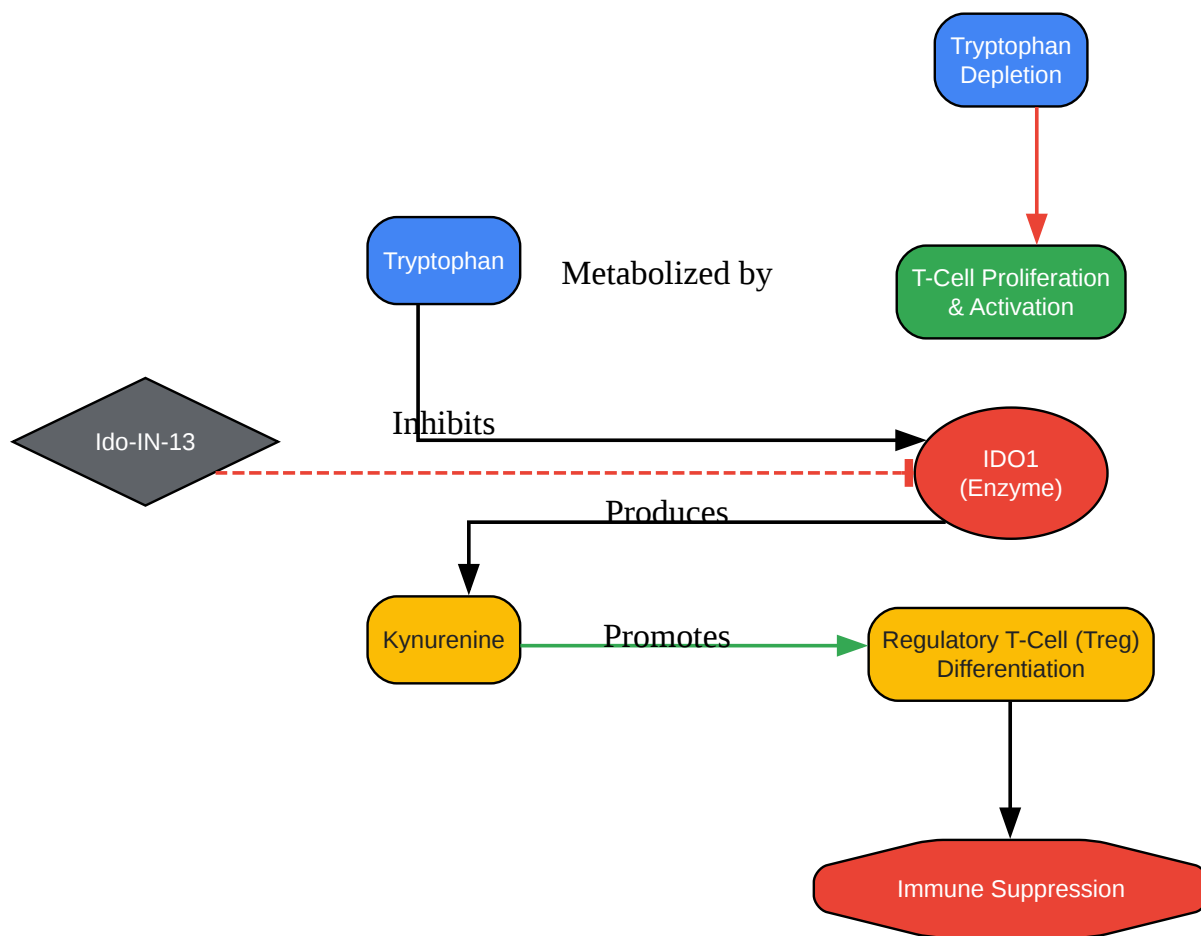 Tryptophan
Depletion
Tryptophan
Metabolized by
T-Cell Proliferation
& Activation
Inhibits
Ido-IN-13
IDO1
(Enzyme)
Produces
Kynurenine
Promotes
Regulatory T-Cell (Treg)
Differentiation
Immune Suppression